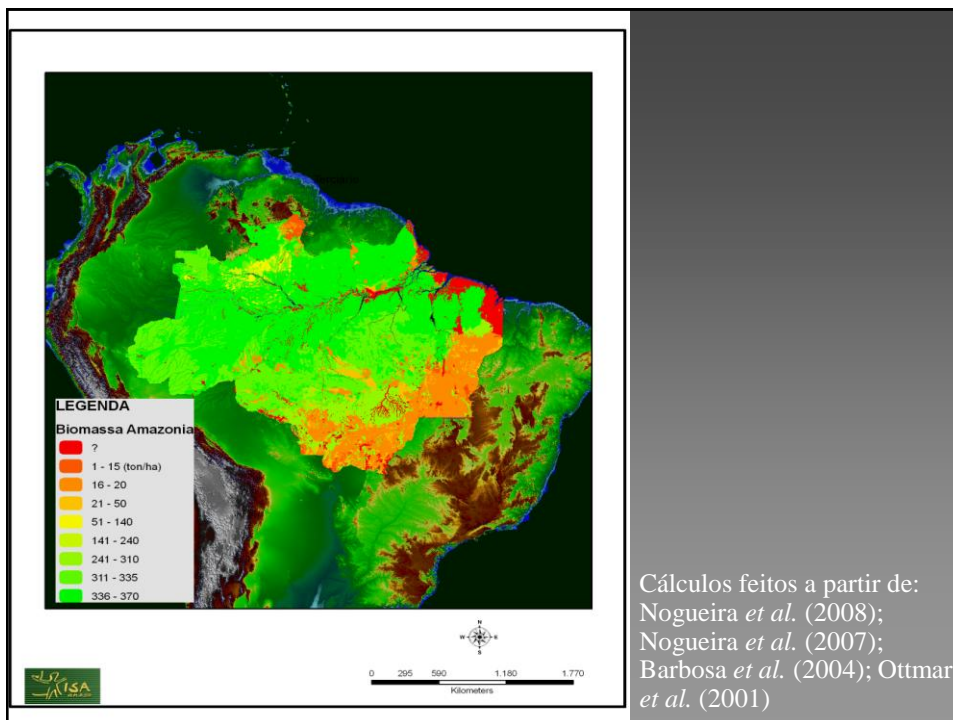 LEGENDA
Biomassa Amazonia
?
1 - 15 (ton/ha)
16 - 20
21 - 50
51 - 140
141 - 240
241 - 310
311 - 335
336 - 370
N
W E
S
ISA
0 295 590 1.180 1.770
Kilometers
Cálculos feitos a partir de:
Nogueira et al. (2008);
Nogueira et al. (2007);
Barbosa et al. (2004); Ottmar
et al. (2001)